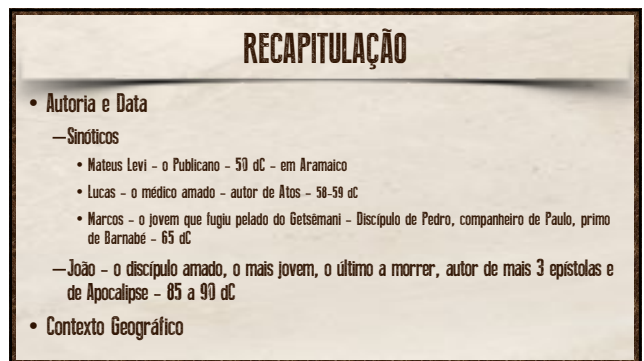 RECAPITULAÇÃO
• Autoria e Data
—Sinóticos
• Mateus Levi – o Publicano – 50 dC – em Aramaico
• Lucas – o médico amado – autor de Atos – 58-59 dC
• Marcos – o jovem que fugiu pelado do Getsêmani – Discípulo de Pedro, companheiro de Paulo, primo
de Barnabé – 65 dC
—João – o discípulo amado, o mais jovem, o último a morrer, autor de mais 3 epístolas e
de Apocalipse – 85 a 90 dC
• Contexto Geográfico